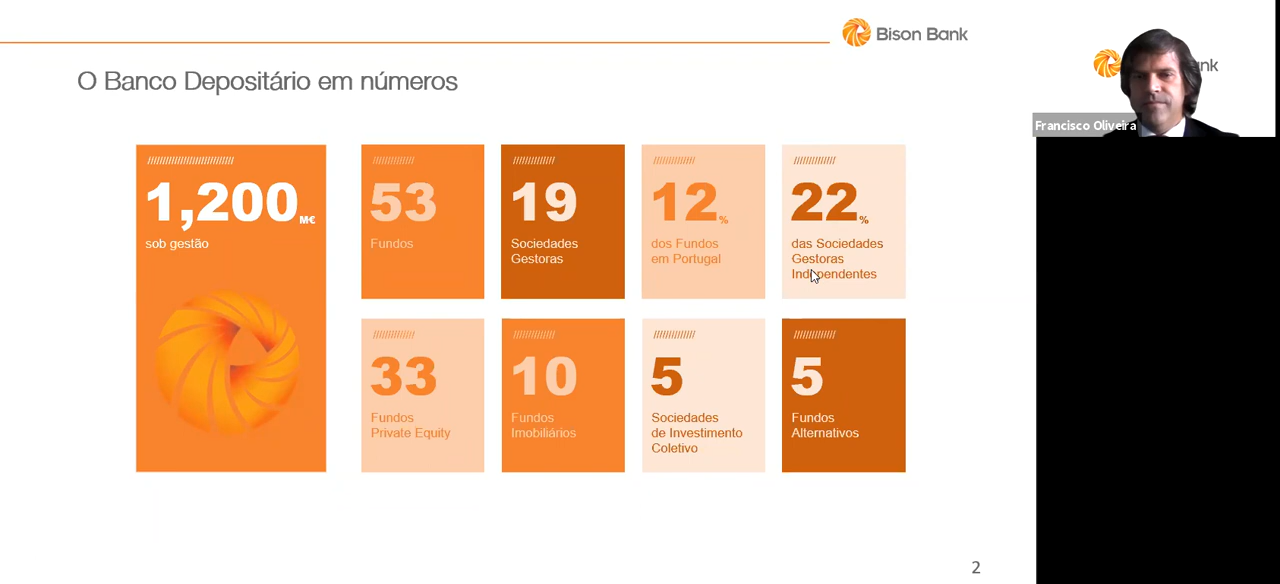 Bison Bank
nk
Francisco Oliveira
O Banco Depositário em números
1,200 M€
sob gestão
53
Fundos
19
Sociedades
Gestoras
12 %
dos Fundos
em Portugal
22 %
das Sociedades
Gestoras
Independentes
33
Fundos
Private Equity
10
Fundos
Imobiliários
5
Sociedades
de Investimento
Coletivo
5
Fundos
Alternativos
2